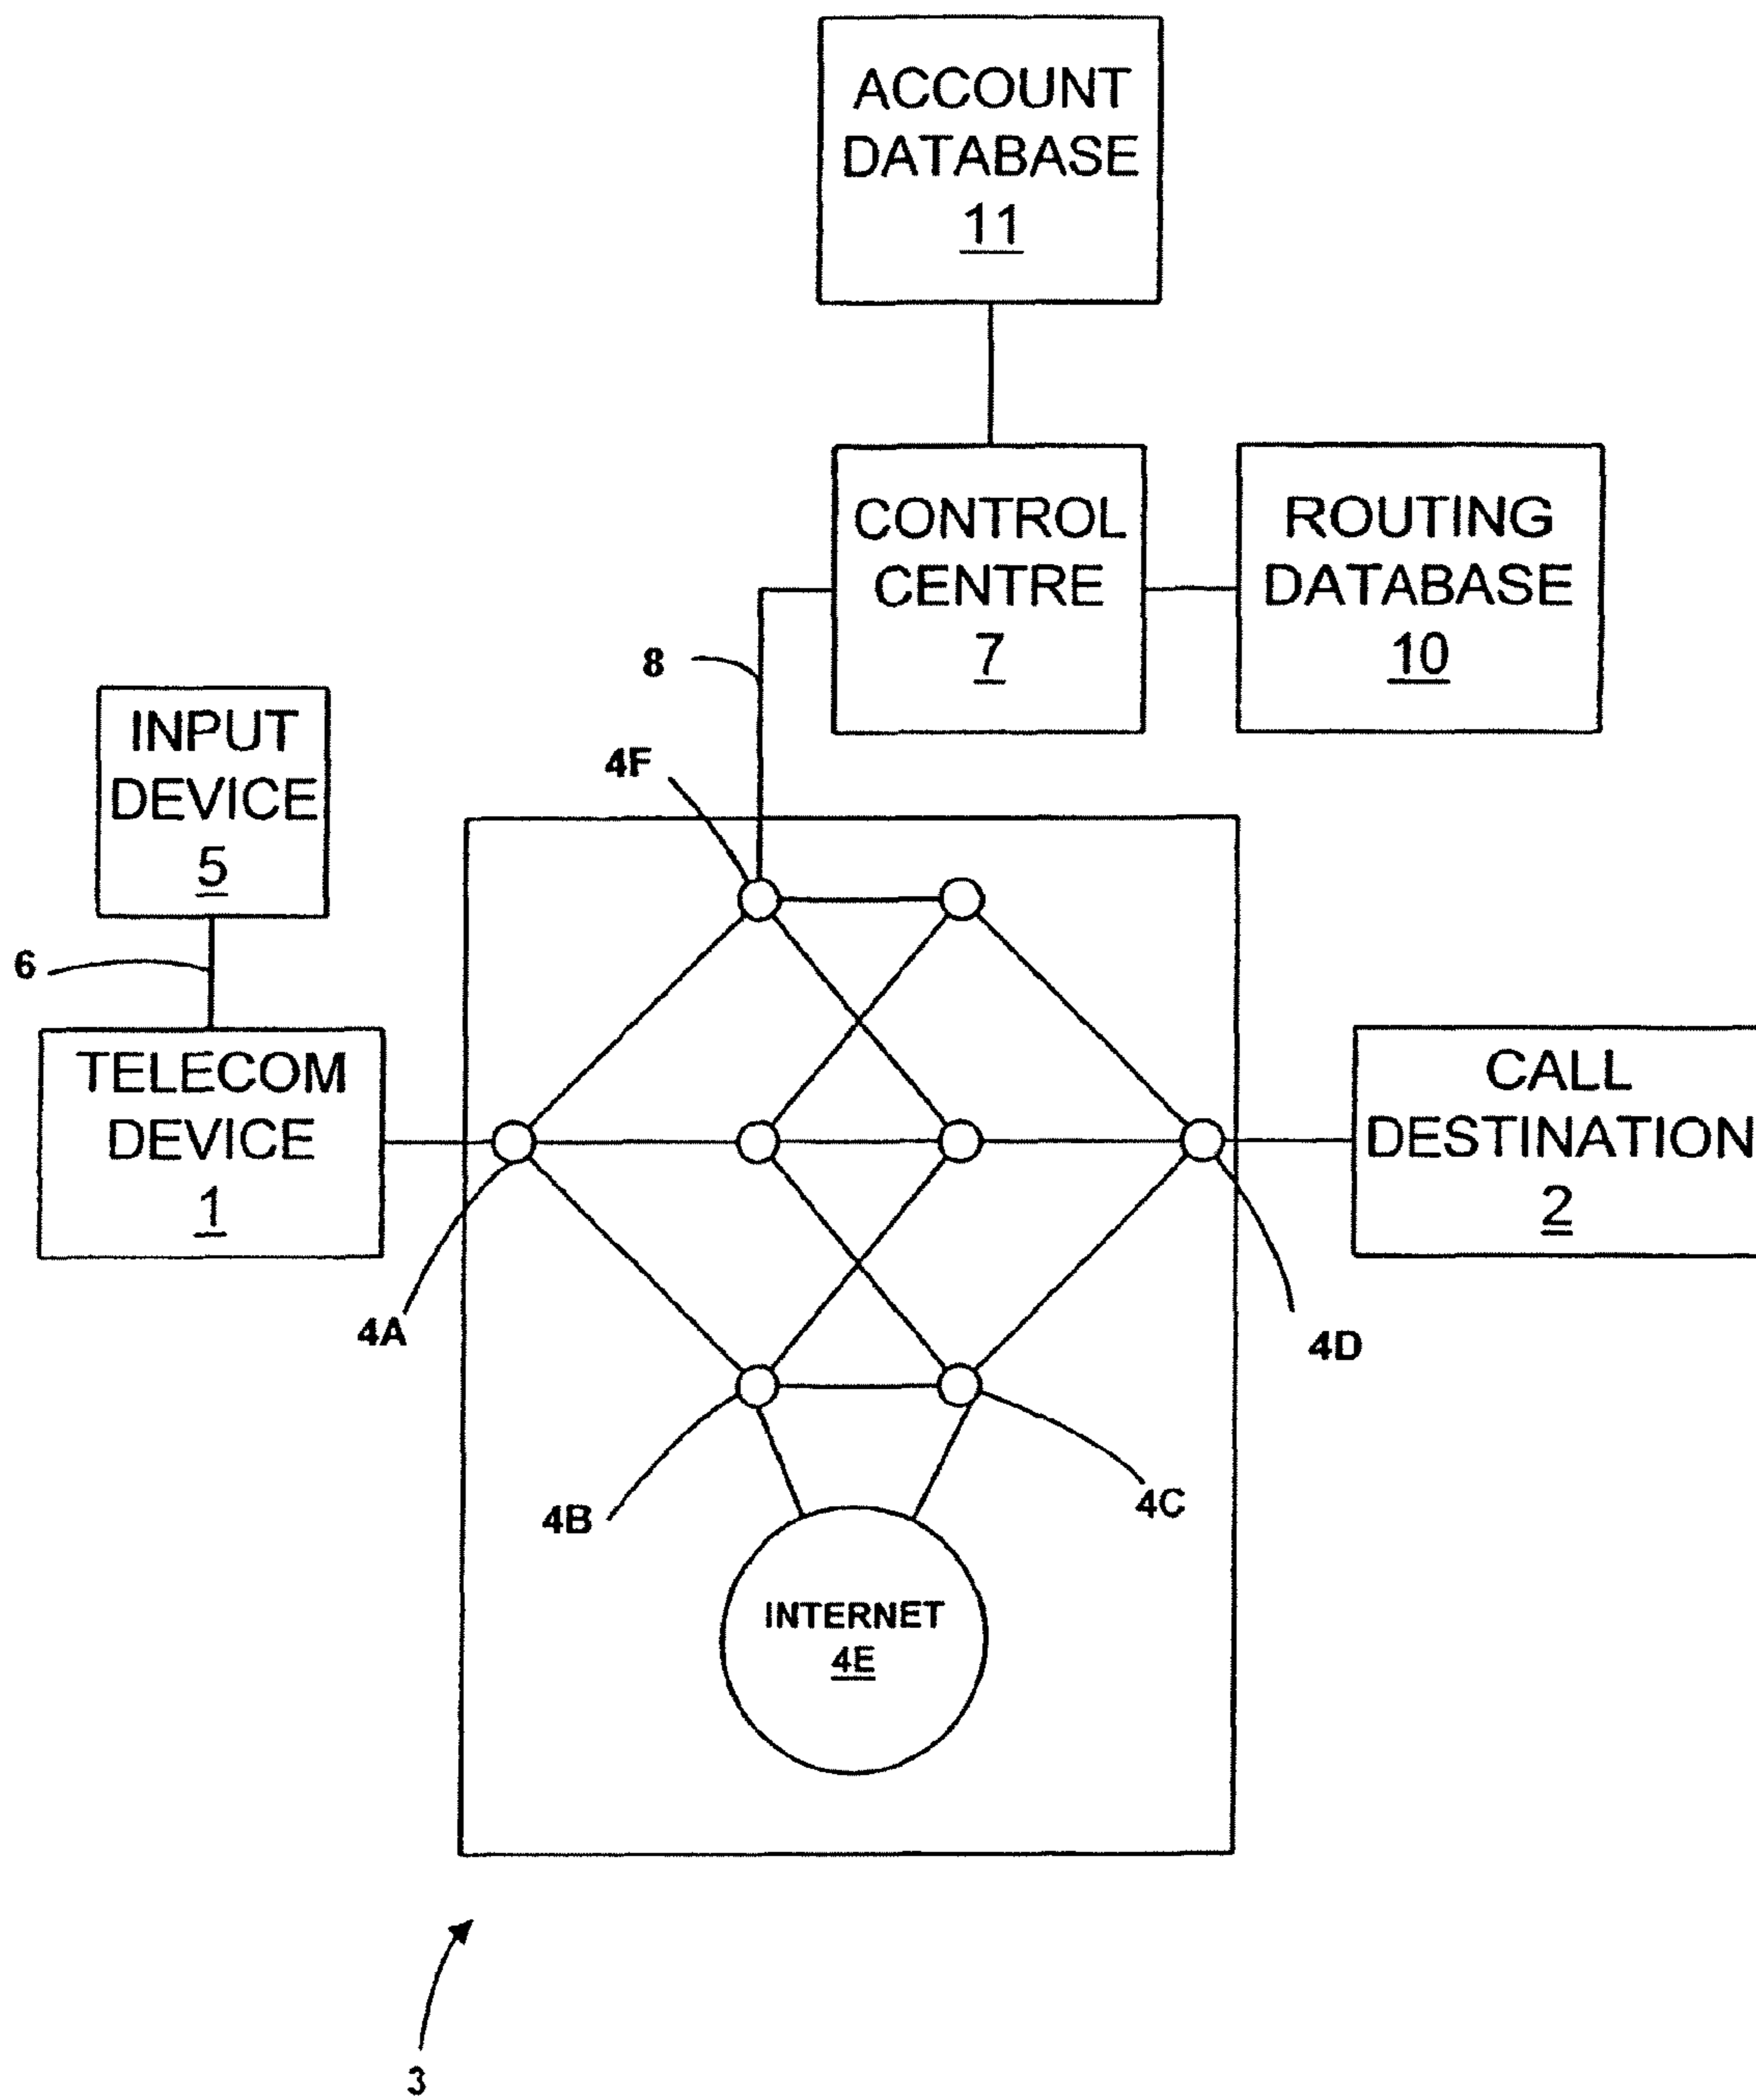 ACCOUNT
DATABASE
11
CONTROL
CENTRE
7
ROUTING
DATABASE
10
8
INPUT
DEVICE
5
4F
6
TELECOM
DEVICE
1
CALL
DESTINATION
2
4A
4D
4B
4C
INTERNET
4E
3